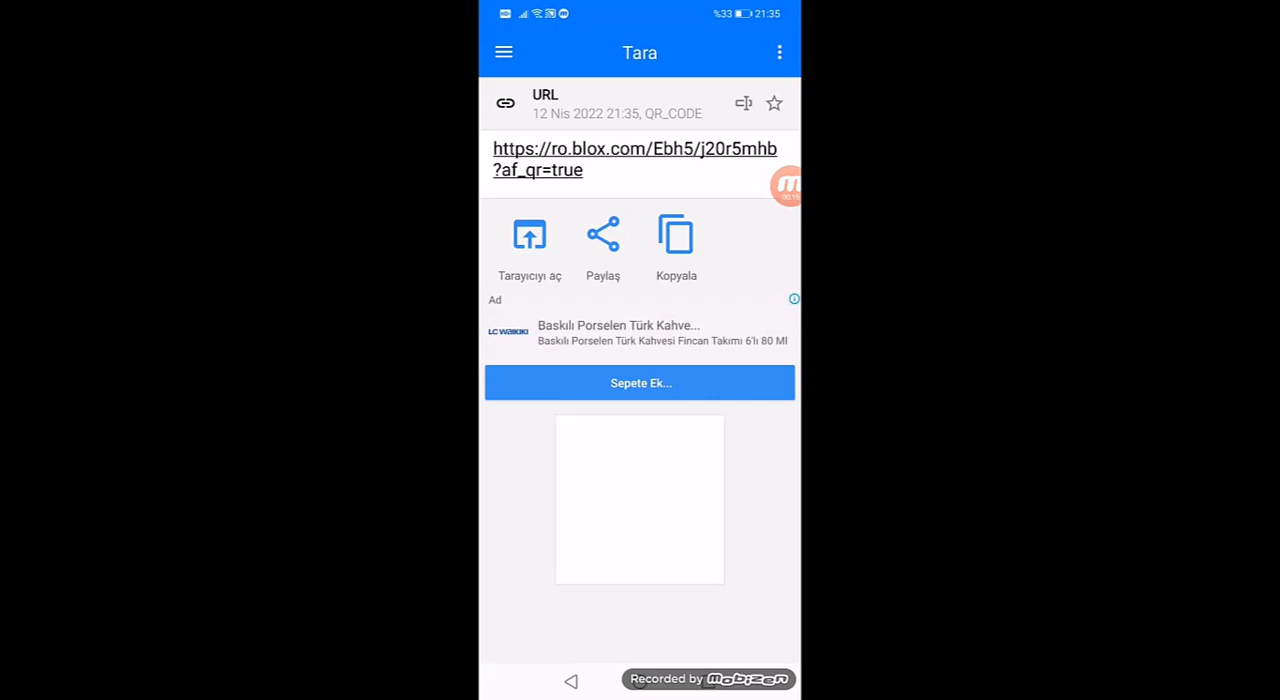 %33 21:35
Tara
URL
12 Nis 2022 21:35, QR_CODE
https://ro.blox.com/Ebh5/j20r5mhb
?af_qr=true
00:16
Tarayıcıyı aç
Paylaş
Kopyala
Ad
LC WAIKIKI
Baskılı Porselen Türk Kahve...
Baskılı Porselen Türk Kahvesi Fincan Takımı 6'lı 80 Ml
Sepete Ek...
Recorded by mobizen